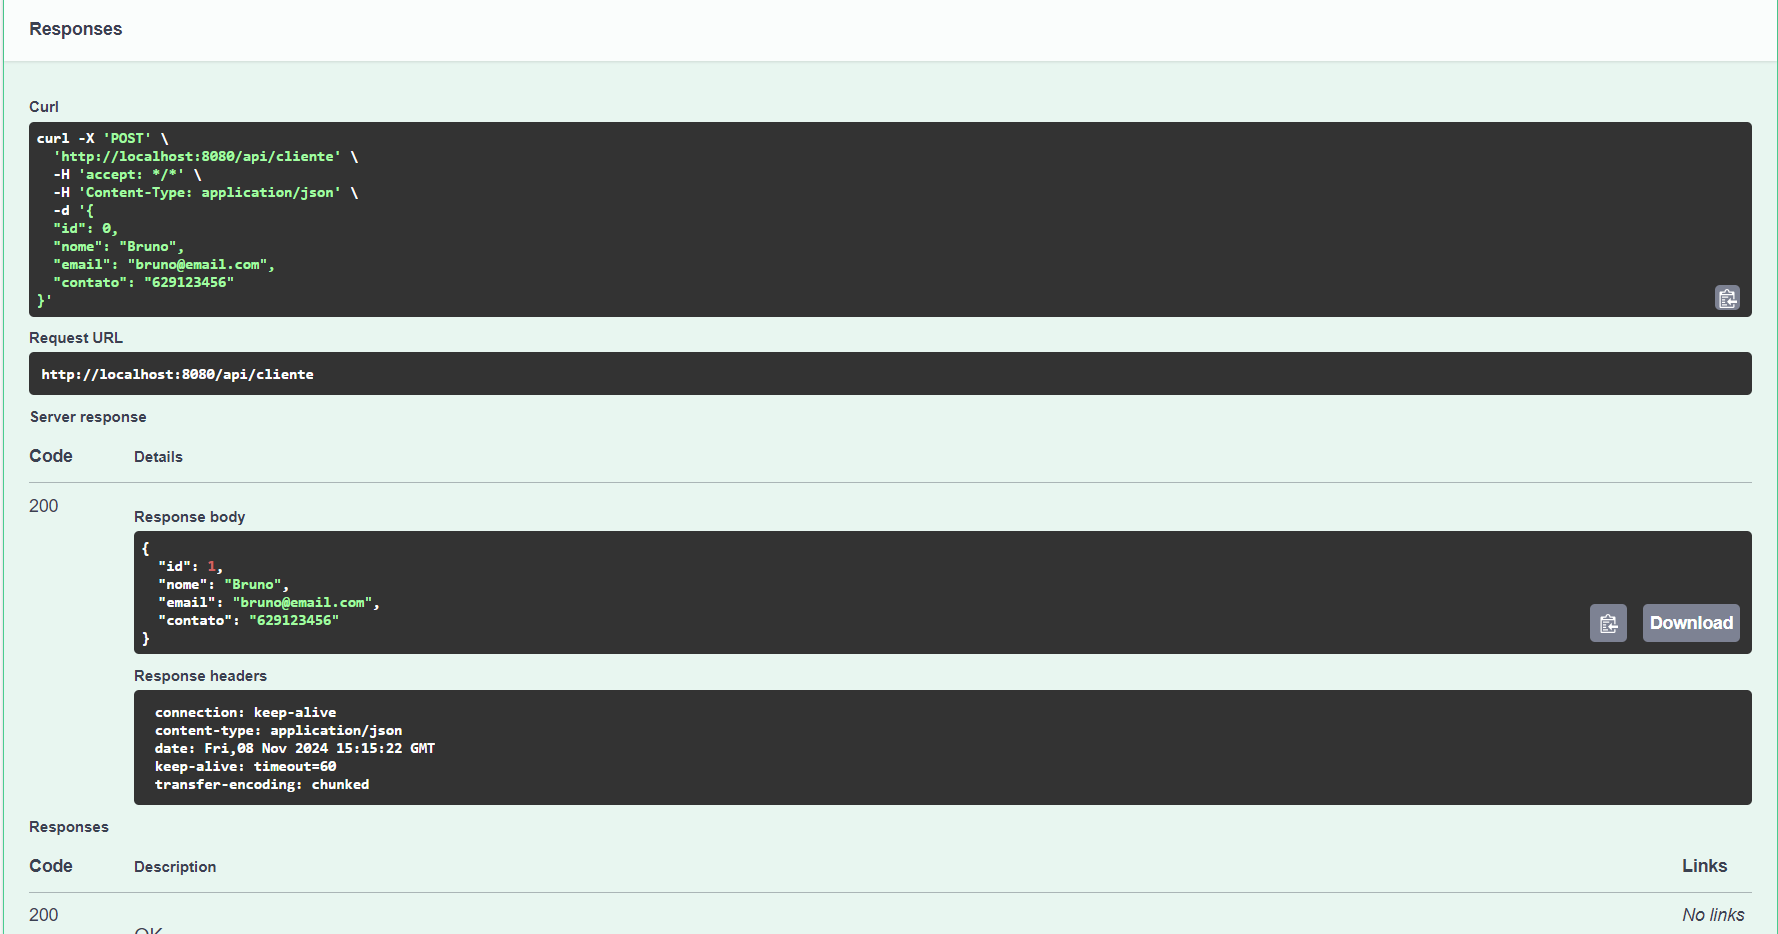 Responses
Curl
curl -X 'POST' \
  'http://localhost:8080/api/cliente' \
  -H 'accept: */*' \
  -H 'Content-Type: application/json' \
  -d '{
  "id": 0,
  "nome": "Bruno",
  "email": "bruno@email.com",
  "contato": "629123456"
}'
Request URL
http://localhost:8080/api/cliente
Server response
Code Details
200
Response body
{
  "id": 1,
  "nome": "Bruno",
  "email": "bruno@email.com",
  "contato": "629123456"
}
Download
Response headers
connection: keep-alive
content-type: application/json
date: Fri,08 Nov 2024 15:15:22 GMT
keep-alive: timeout=60
transfer-encoding: chunked
Responses
Code Description Links
200 No links
OK